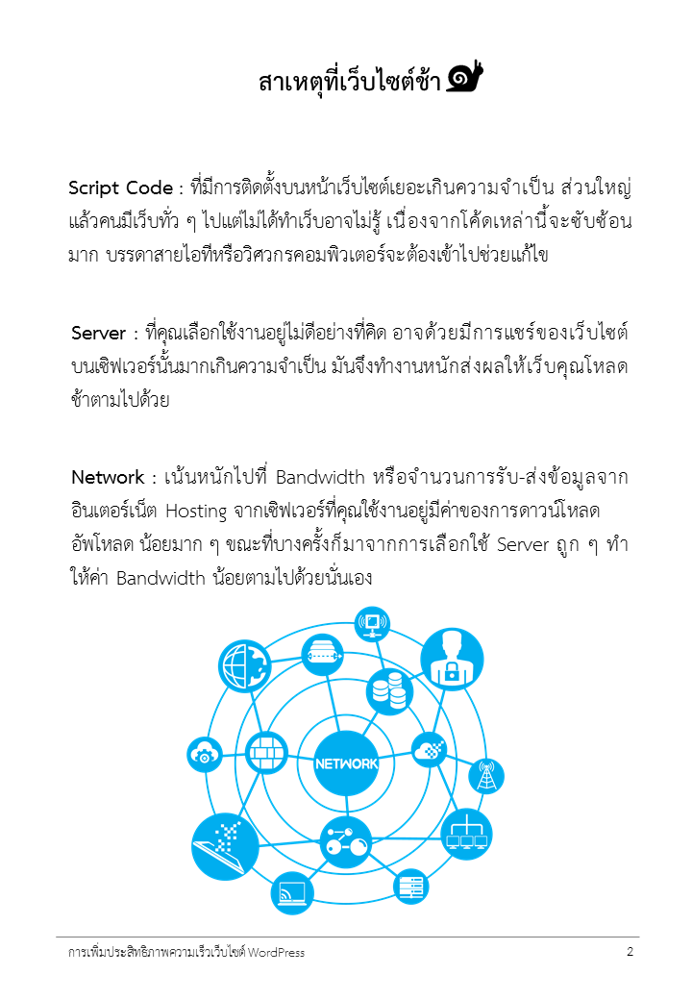 สาเหตุที่เว็บไซต์ช้า
Script Code : ที่มีการติดตั้งบนหน้าเว็บไซต์เยอะเกินความจำเป็น ส่วนใหญ่
แล้วคนมีเว็บทั่ว ๆ ไปแต่ไม่ได้ทำเว็บอาจไม่รู้ เนื่องจากโค้ดเหล่านี้จะซับซ้อน
มาก บรรดาสายไอทีหรือวิศวกรคอมพิวเตอร์จะต้องเข้าไปช่วยแก้ไข
Server : ที่คุณเลือกใช้งานอยู่ไม่ดีอย่างที่คิด อาจด้วยมีการแชร์ของเว็บไซต์
บนเซิฟเวอร์นั้นมากเกินความจำเป็น มันจึงทำงานหนักส่งผลให้เว็บคุณโหลด
ช้าตามไปด้วย
Network : เน้นหนักไปที่ Bandwidth หรือจำนวนการรับ-ส่งข้อมูลจาก
อินเตอร์เน็ต Hosting จากเซิฟเวอร์ที่คุณใช้งานอยู่มีค่าของการดาวน์โหลด
อัพโหลด น้อยมาก ๆ ขณะที่บางครั้งก็มาจากการเลือกใช้ Server ถูก ๆ ทำ
ให้ค่า Bandwidth น้อยตามไปด้วยนั่นเอง
NETWORK
การเพิ่มประสิทธิภาพความเร็วเว็บไซต์ WordPress 2